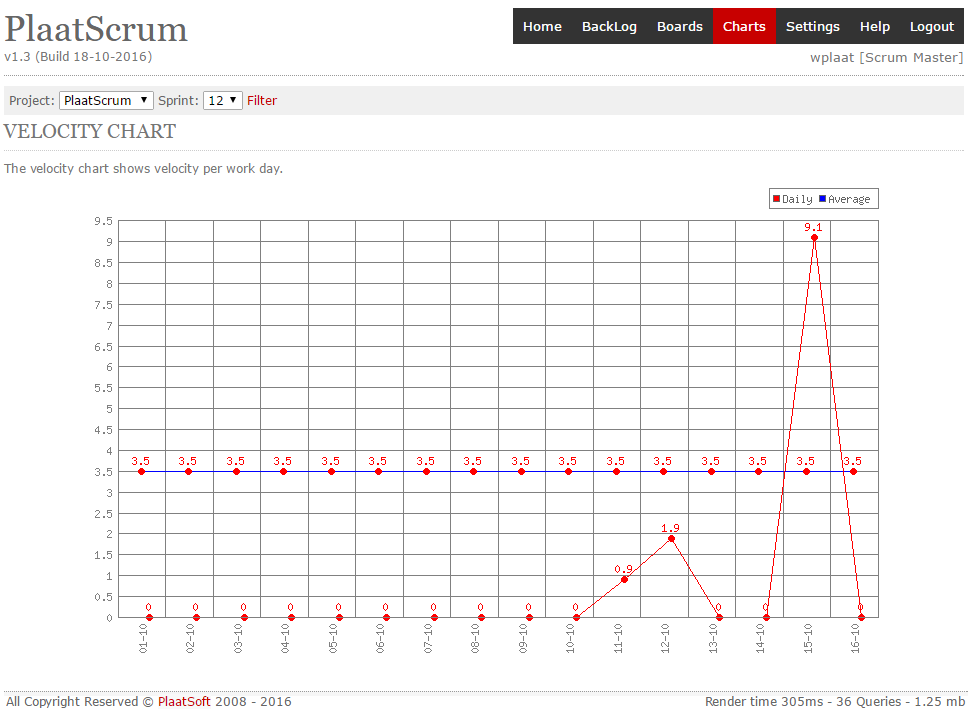 PlaatScrum
Home BackLog Boards Charts Settings Help Logout
v1.3 (Build 18-10-2016)
wplaat [Scrum Master]
Project: PlaatScrum Sprint: 12 Filter
VELOCITY CHART
The velocity chart shows velocity per work day.
Daily Average
9.5
9.1
9
8.5
8
7.5
7
6.5
6
5.5
5
4.5
4
3.5 3.5 3.5 3.5 3.5 3.5 3.5 3.5 3.5 3.5 3.5 3.5 3.5 3.5 3.5 3.5
3.5
3
2.5
1.9
2
1.5
0.9
1
0.5
0 0 0 0 0 0 0 0 0 0 0 0 0
0
01-10 02-10 03-10 04-10 05-10 06-10 07-10 08-10 09-10 10-10 11-10 12-10 13-10 14-10 15-10 16-10
All Copyright Reserved © PlaatSoft 2008 - 2016
Render time 305ms - 36 Queries - 1.25 mb